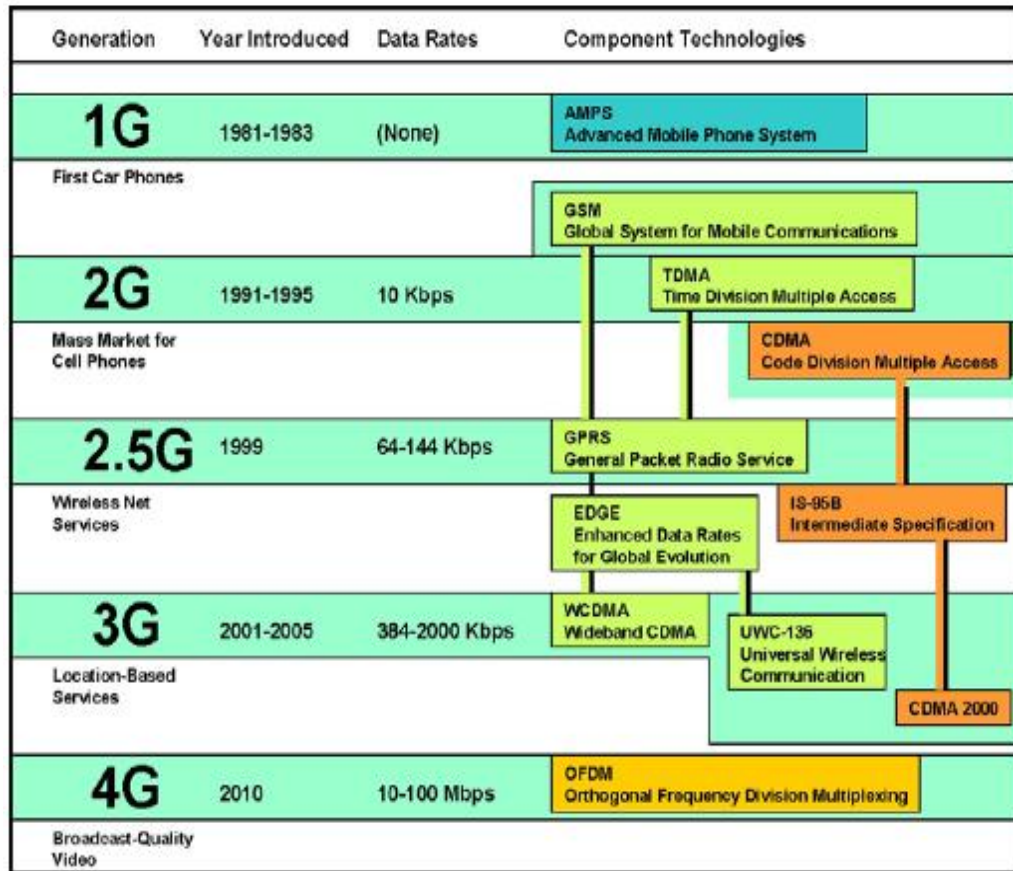 Generation Year Introduced Data Rates Component Technologies
1G 1981-1983 (None)
AMPS
Advanced Mobile Phone System
First Car Phones
GSM
Global System for Mobile Communications
2G 1991-1995 10 Kbps
TDMA
Time Division Multiple Access
Mass Market for
Cell Phones
CDMA
Code Division Multiple Access
2.5G 1999 64-144 Kbps
GPRS
General Packet Radio Service
Wireless Net
Services
EDGE
Enhanced Data Rates
for Global Evolution
IS-95B
Intermediate Specification
3G 2001-2005 384-2000 Kbps
WCDMA
Wideband CDMA
UWC-136
Universal Wireless
Communication
Location-Based
Services
CDMA 2000
4G 2010 10-100 Mbps
OFDM
Orthogonal Frequency Division Multiplexing
Broadcast-Quality
Video